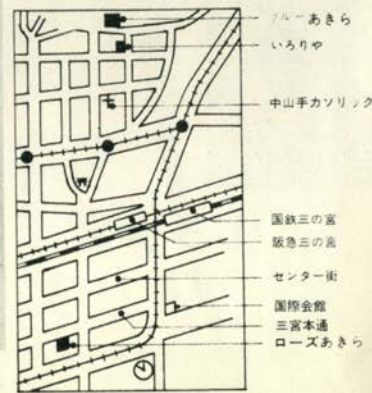 ブルーあきら
いろりや
中山手カソリック
国鉄三の宮
阪急三の宮
センター街
国際会館
三宮本通
ローズあきら